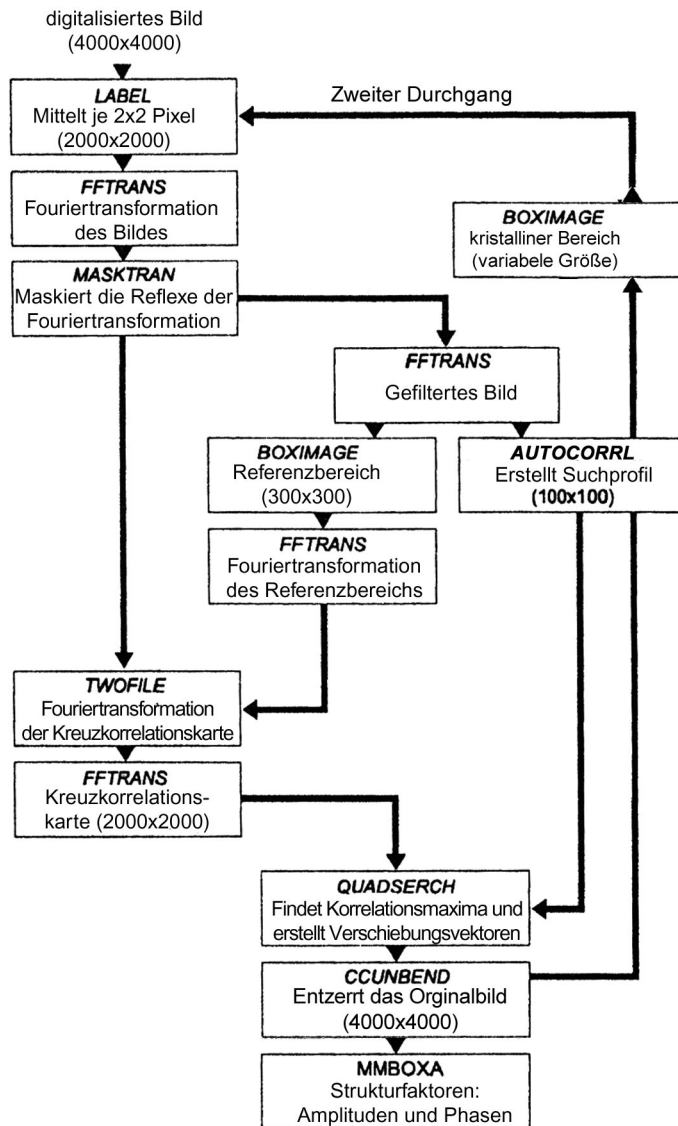 digitalisiertes Bild
(4000x4000)
LABEL
Mittelt je 2x2 Pixel
(2000x2000)
Zweiter Durchgang
FFTRANS
Fouriertransformation
des Bildes
BOXIMAGE
kristalliner Bereich
(variabele Größe)
MASKTRAN
Maskiert die Reflexe der
Fouriertransformation
FFTRANS
Gefiltertes Bild
BOXIMAGE
Referenzbereich
(300x300)
AUTOCORRL
Erstellt Suchprofil
(100x100)
FFTRANS
Fouriertransformation
des Referenzbereichs
TWOFILE
Fouriertransformation
der Kreuzkorrelationskarte
FFTRANS
Kreuzkorrelations-
karte (2000x2000)
QUADSERCH
Findet Korrelationsmaxima und
erstellt Verschiebungsvektoren
CCUNBEND
Entzerrt das Orginalbild
(4000x4000)
MMBOXA
Strukturfaktoren:
Amplituden und Phasen